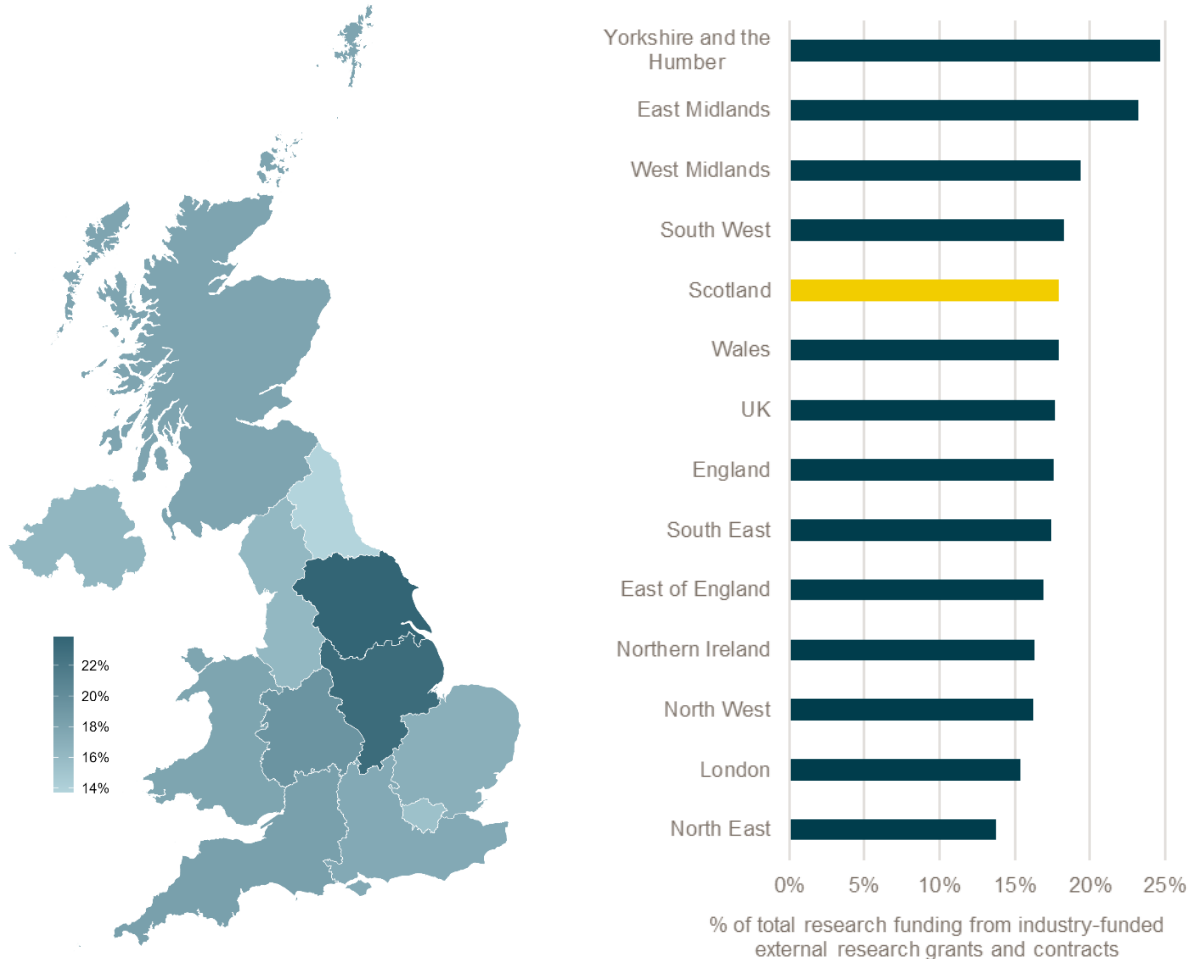 22%
20%
18%
16%
14%
Yorkshire and the
Humber
East Midlands
West Midlands
South West
Scotland
Wales
UK
England
South East
East of England
Northern Ireland
North West
London
North East
0% 5% 10% 15% 20% 25%
% of total research funding from industry-funded
external research grants and contracts